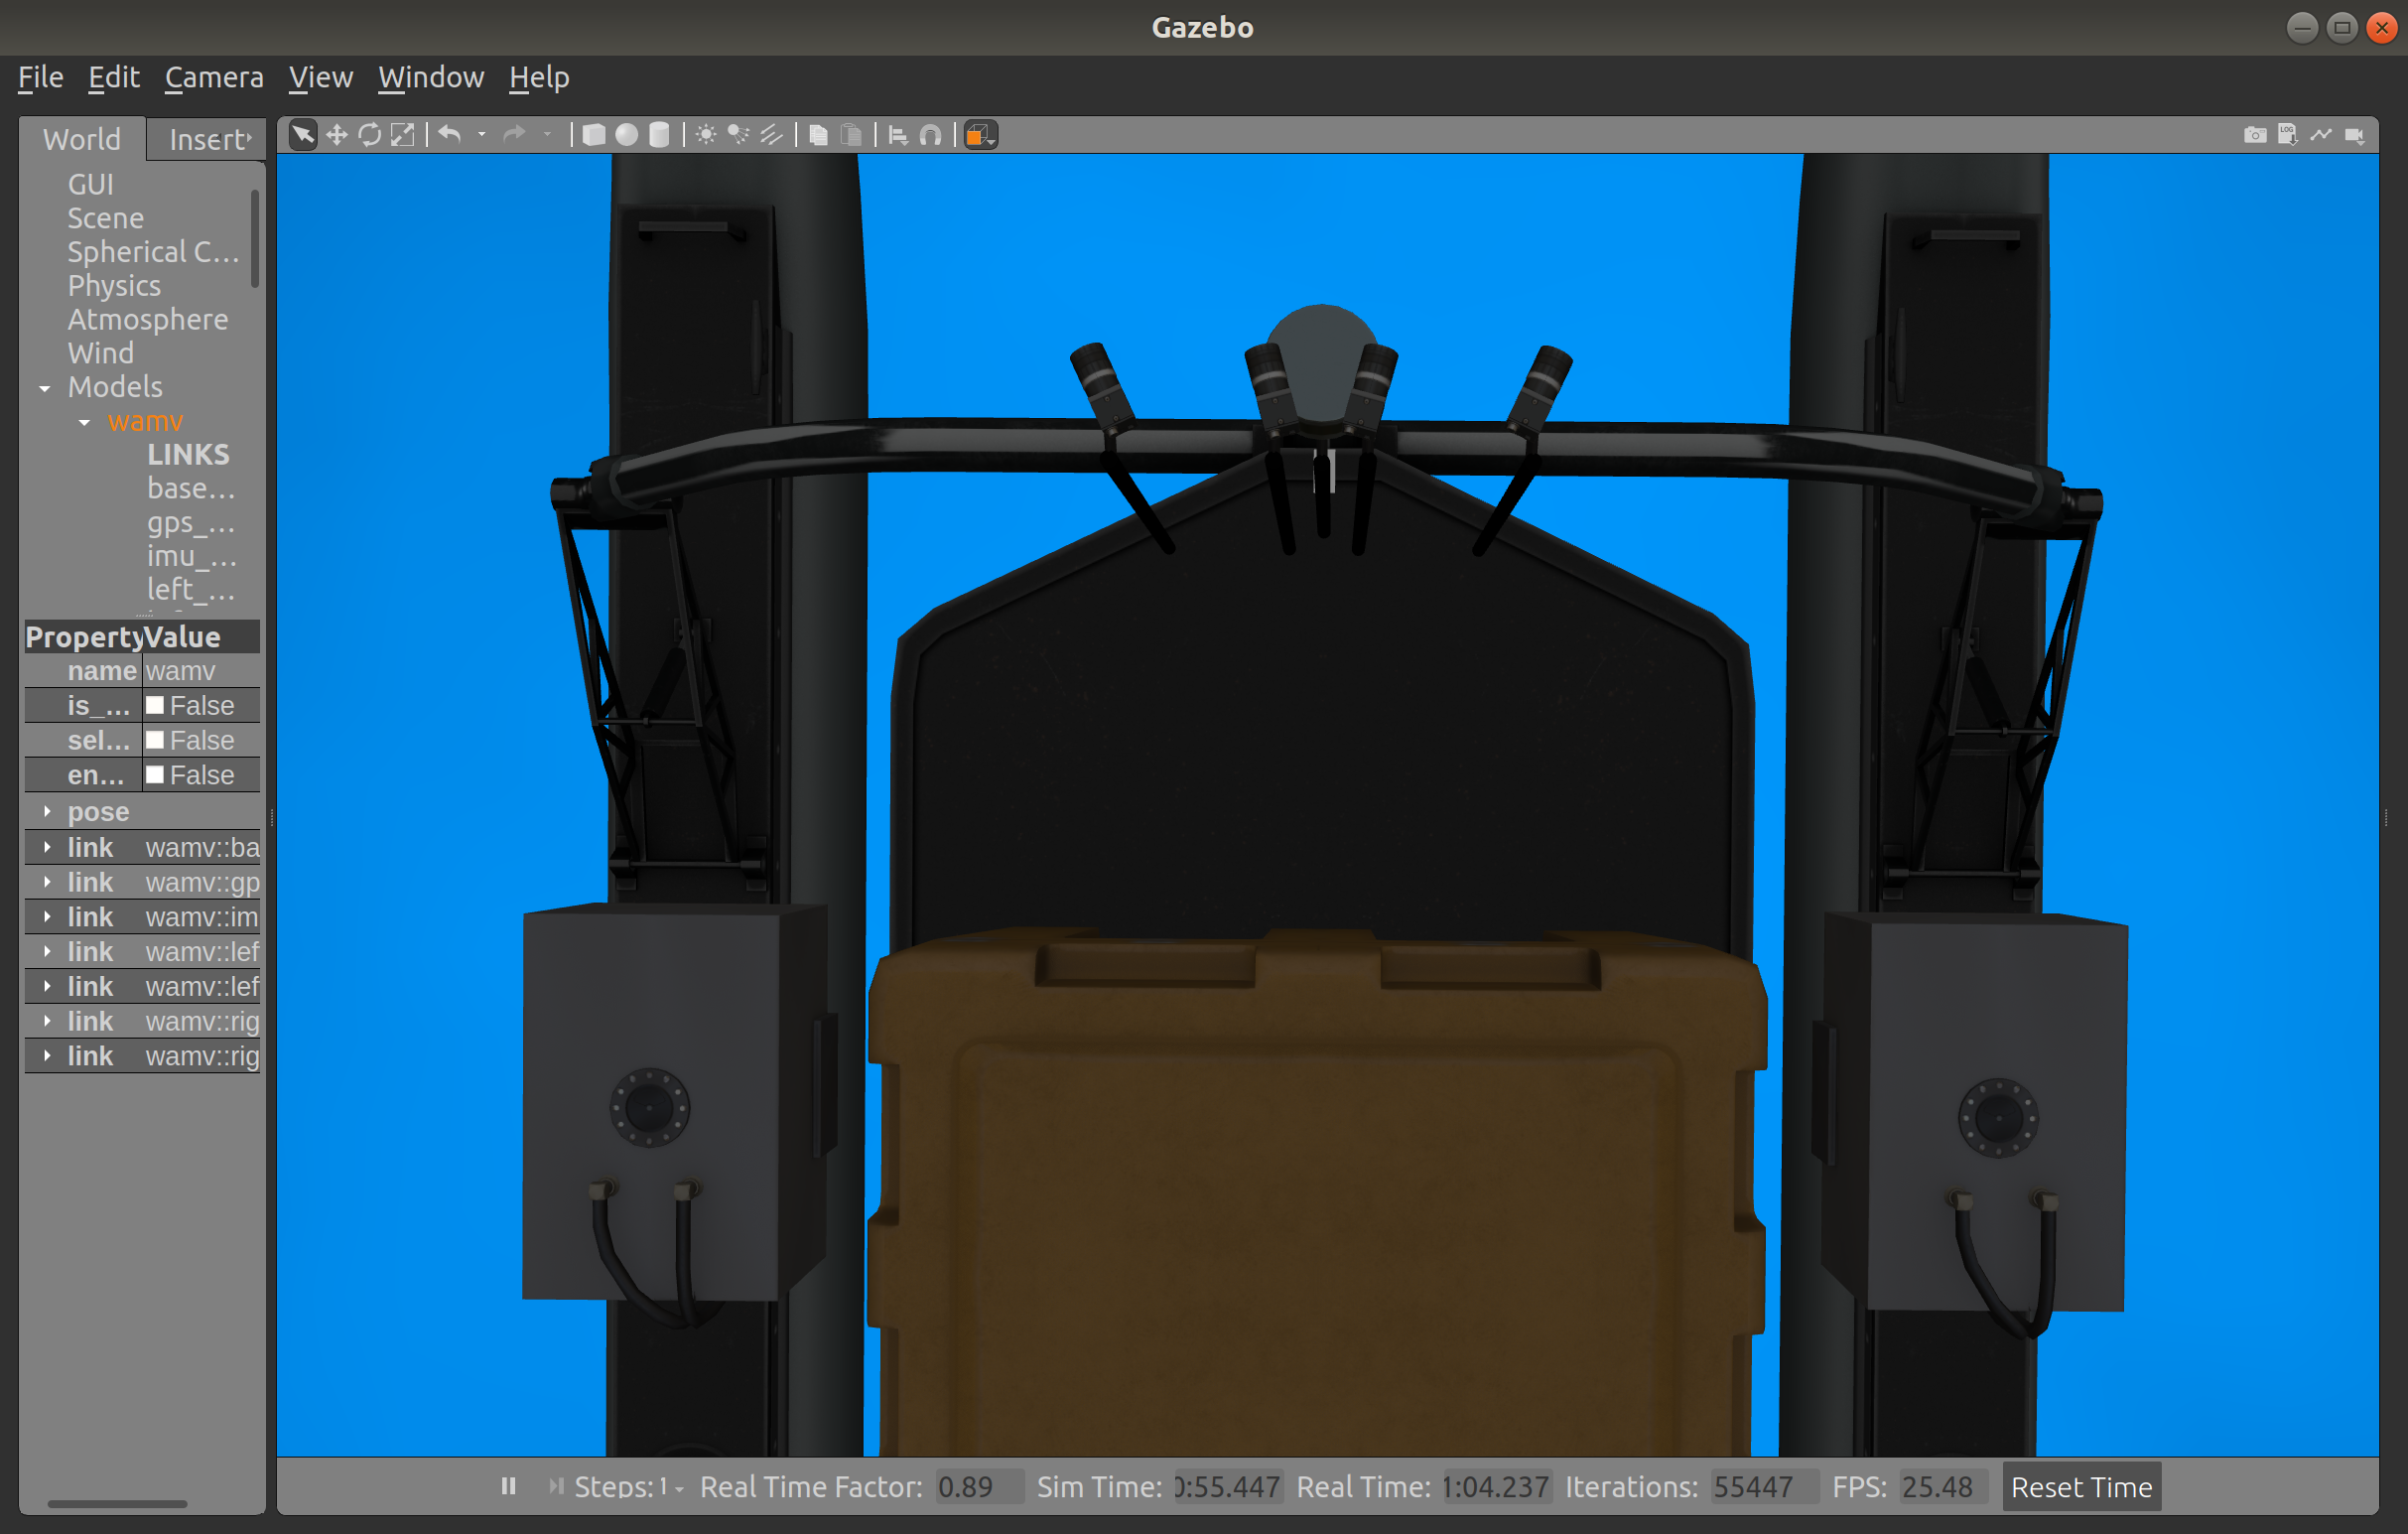 Gazebo
File Edit Camera View Window Help
World Insert
GUI
Scene
Spherical C...
Physics
Atmosphere
Wind
Models
wamv
LINKS
base...
gps_...
imu_...
left_...
Property Value
name wamv
is_... False
sel... False
en... False
pose
link wamv::ba
link wamv::gp
link wamv::im
link wamv::lef
link wamv::lef
link wamv::rig
link wamv::rig
Steps: 1 Real Time Factor: 0.89 Sim Time: 0:55.447 Real Time: 1:04.237 Iterations: 55447 FPS: 25.48 Reset Time